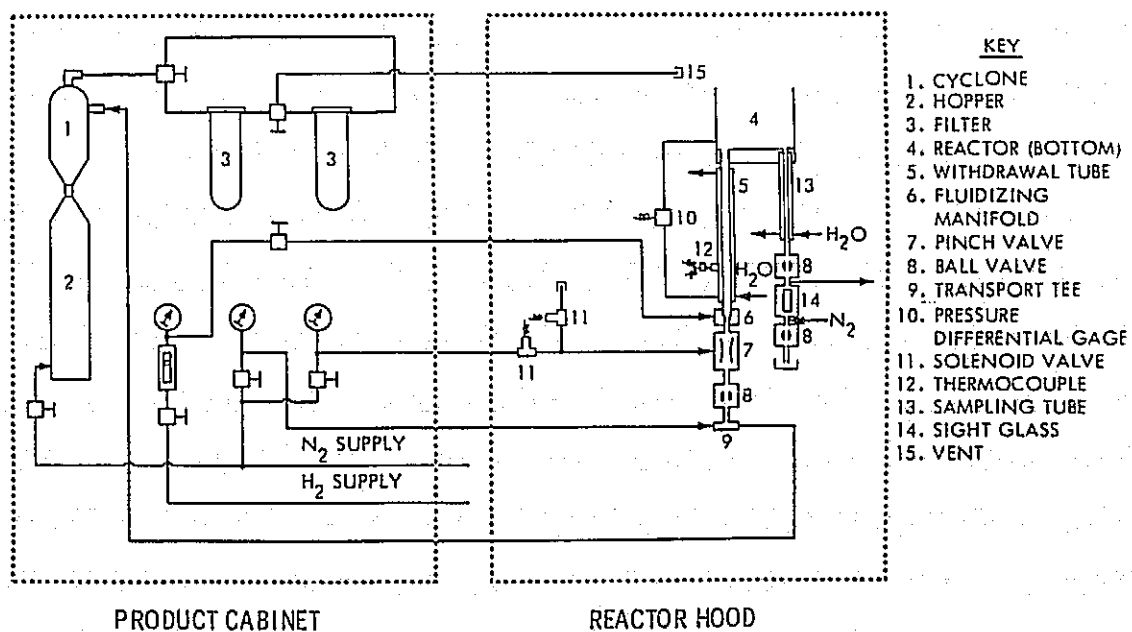 1
2
3
3
15
4
5
13
10
12
H₂O
H₂O
8
14
N₂
8
6
11
11
7
8
9
N₂ SUPPLY
H₂ SUPPLY
PRODUCT CABINET
REACTOR HOOD
KEY
1. CYCLONE
2. HOPPER
3. FILTER
4. REACTOR (BOTTOM)
5. WITHDRAWAL TUBE
6. FLUIDIZING
MANIFOLD
7. PINCH VALVE
8. BALL VALVE
9. TRANSPORT TEE
10. PRESSURE
DIFFERENTIAL GAGE
11. SOLENOID VALVE
12. THERMOCOUPLE
13. SAMPLING TUBE
14. SIGHT GLASS
15. VENT